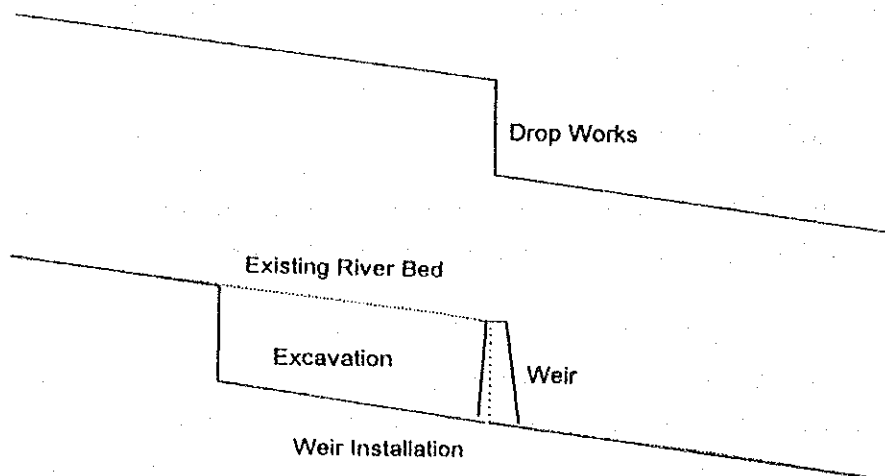 Drop Works
Existing River Bed
Excavation
Weir
Weir Installation